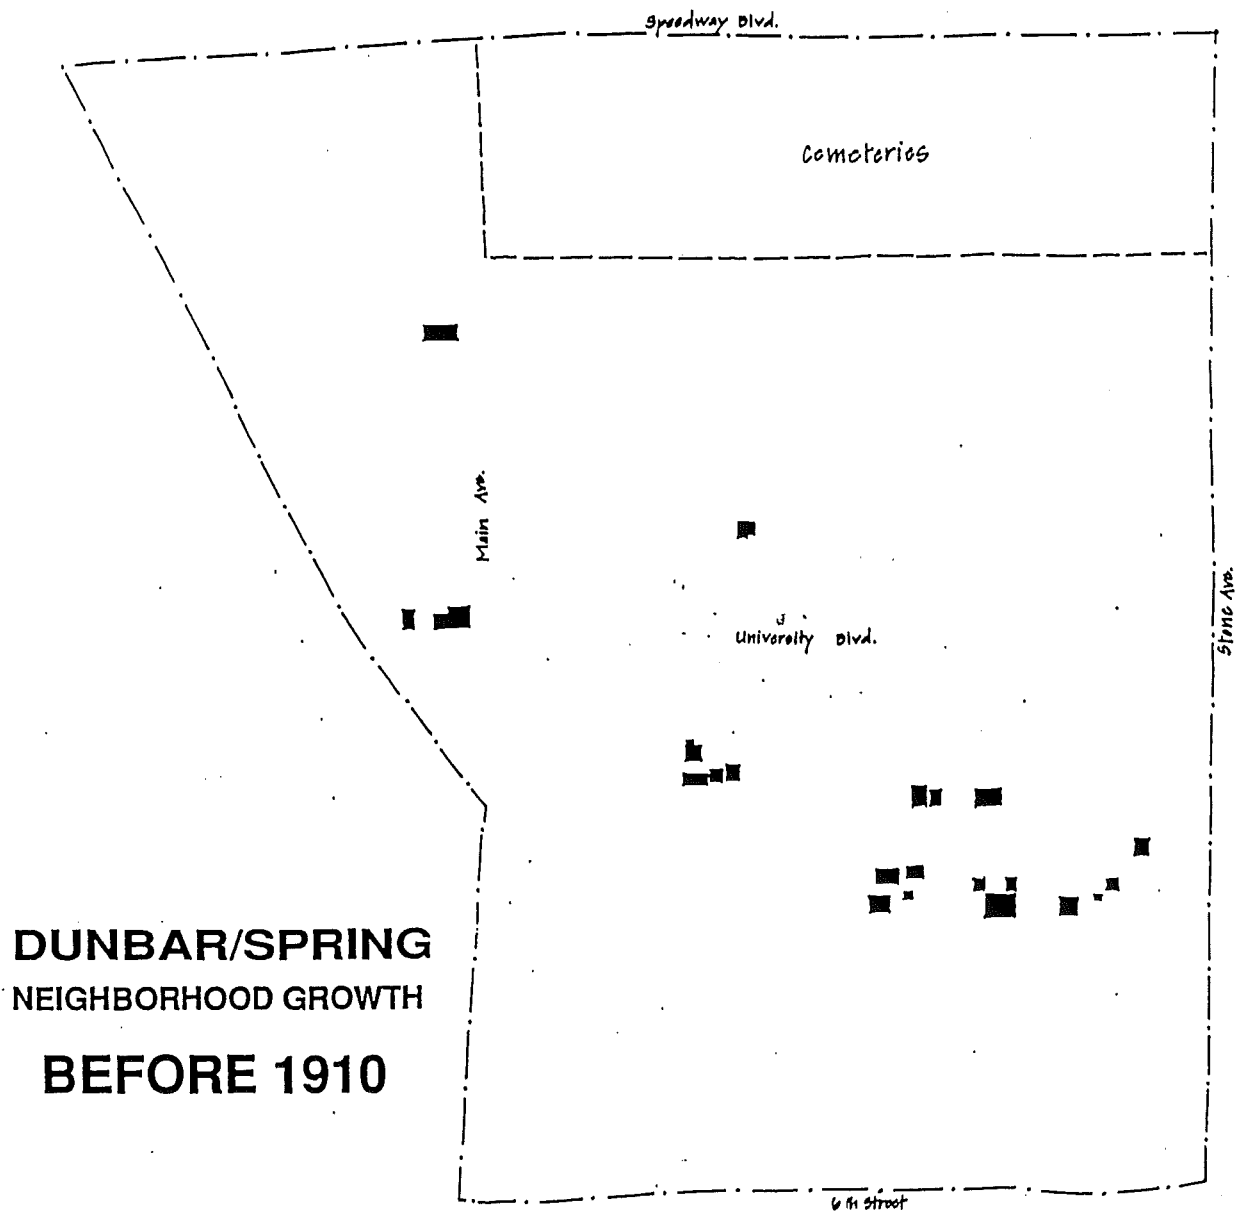 Speedway Blvd.
Cemeteries
Main Ave.
University Blvd.
Stone Ave.
DUNBAR/SPRING
NEIGHBORHOOD GROWTH
BEFORE 1910
6th Street